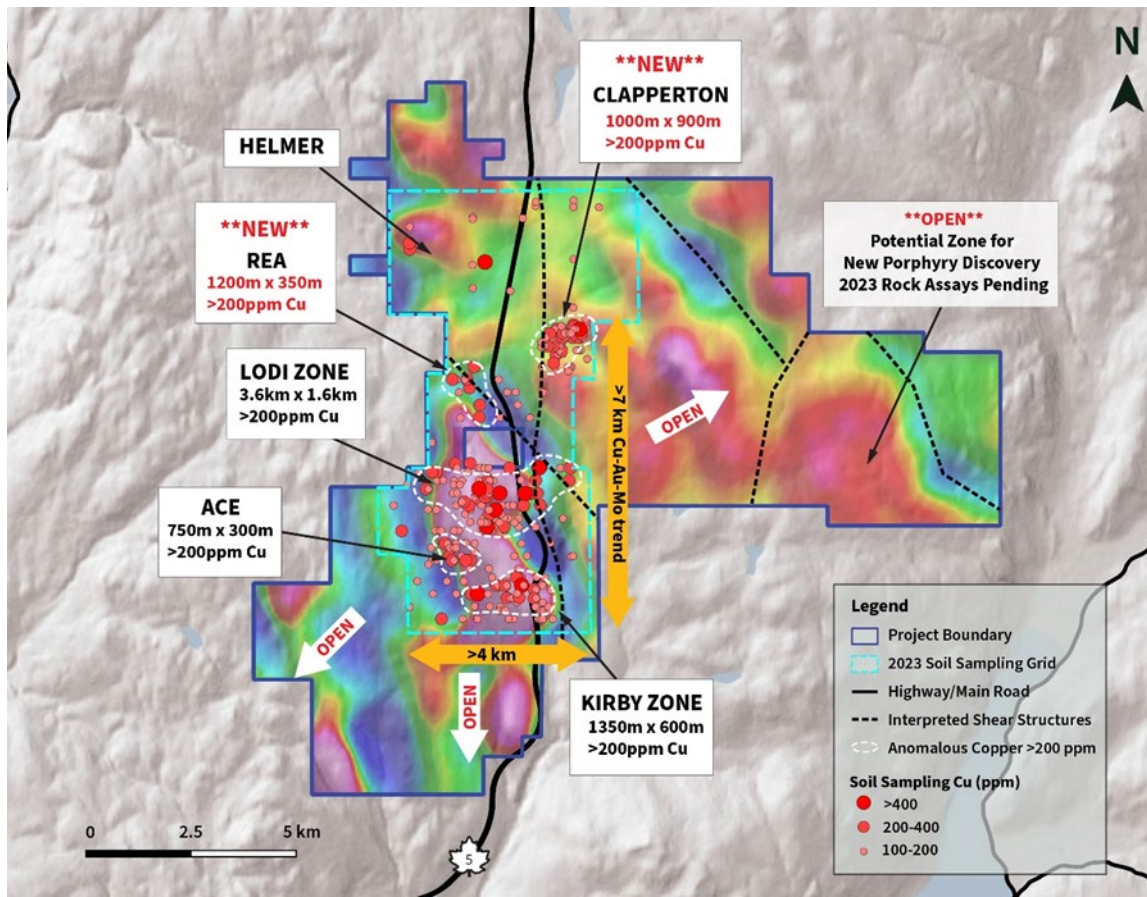 N
**NEW**
CLAPPERTON
1000m x 900m
>200ppm Cu
HELMER
**NEW**
REA
1200m x 350m
>200ppm Cu
**OPEN**
Potential Zone for
New Porphyry Discovery
2023 Rock Assays Pending
LODI ZONE
3.6km x 1.6km
>200ppm Cu
OPEN
>7 km Cu-Au-Mo trend
ACE
750m x 300m
>200ppm Cu
OPEN
>4 km
OPEN
KIRBY ZONE
1350m x 600m
>200ppm Cu
Legend
Project Boundary
2023 Soil Sampling Grid
Highway/Main Road
Interpreted Shear Structures
Anomalous Copper >200 ppm
Soil Sampling Cu (ppm)
>400
200-400
100-200
0 2.5 5 km
5